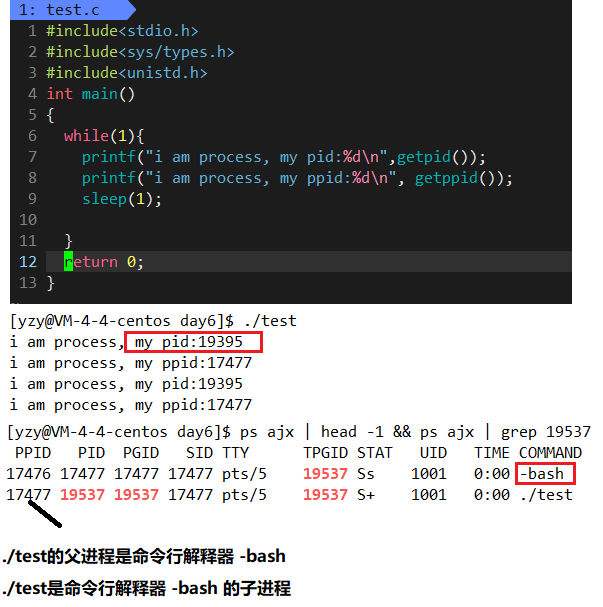 1: test.c
1 #include<stdio.h>
2 #include<sys/types.h>
3 #include<unistd.h>
4 int main()
5 {
6   while(1){
7     printf("i am process, my pid:%d\n",getpid());
8     printf("i am process, my ppid:%d\n", getppid());
9     sleep(1);
10
11   }
12   return 0;
13 }
[yzy@VM-4-4-centos day6]$ ./test
i am process, my pid:19395
i am process, my ppid:17477
i am process, my pid:19395
i am process, my ppid:17477
[yzy@VM-4-4-centos day6]$ ps ajx | head -1 && ps ajx | grep 19537
PPID PID PGID SID TTY TPGID STAT UID TIME COMMAND
17476 17477 17477 17477 pts/5 19537 Ss 1001 0:00 -bash
17477 19537 19537 17477 pts/5 19537 S+ 1001 0:00 ./test
./test的父进程是命令行解释器 -bash
./test是命令行解释器 -bash 的子进程